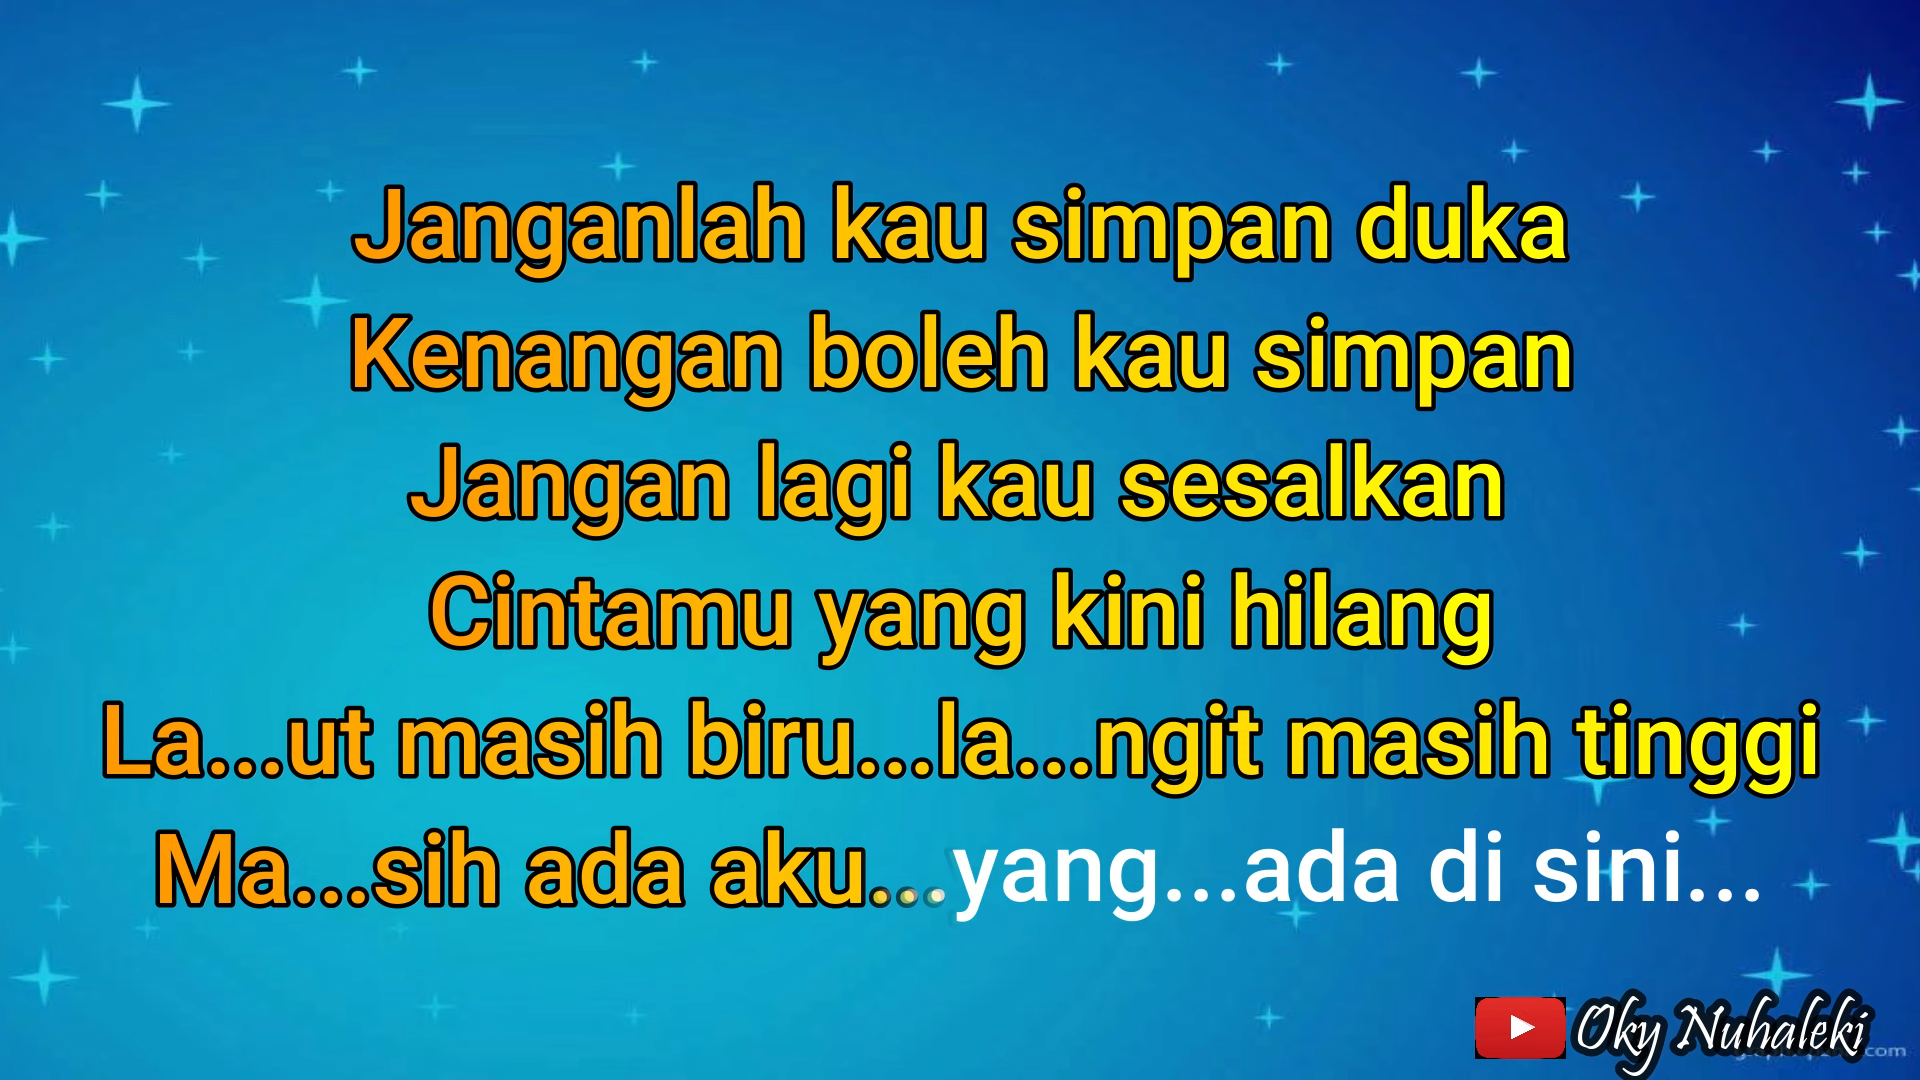 Janganlah kau simpan duka
Kenangan boleh kau simpan
Jangan lagi kau sesalkan
Cintamu yang kini hilang
La...ut masih biru...la...ngit masih tinggi
Ma...sih ada aku...yang...ada di sini...
Oky Nuhaleki